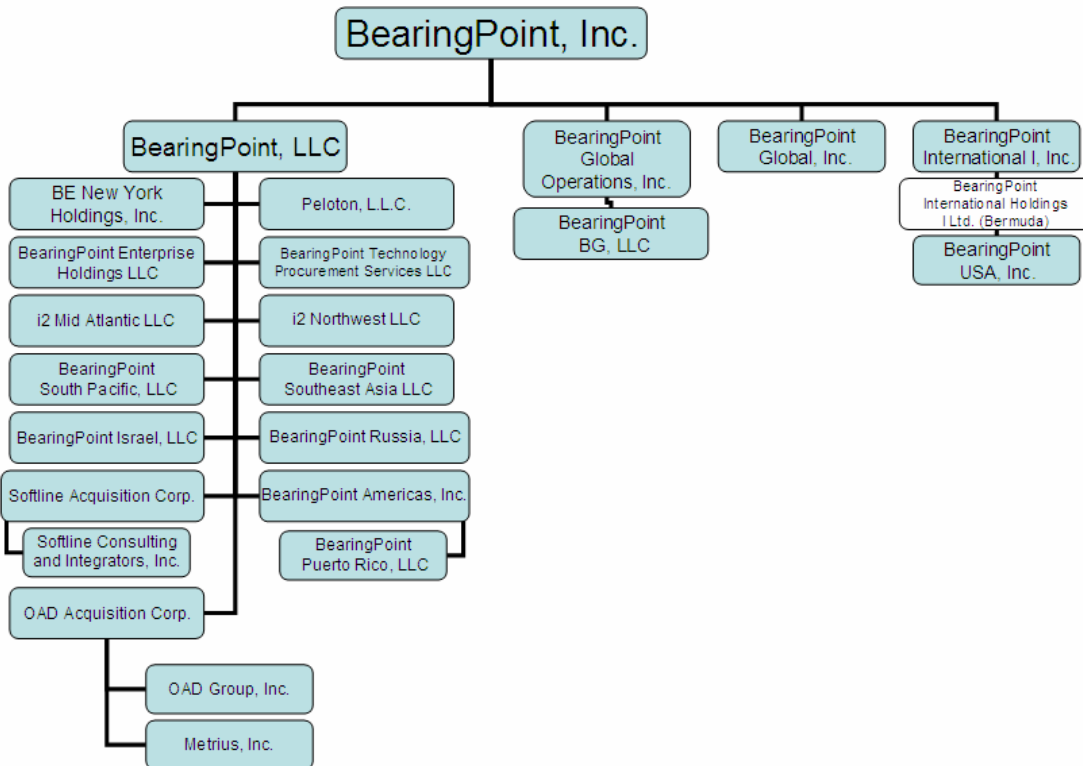 BearingPoint, Inc.
BearingPoint, LLC
BearingPoint
Global
Operations, Inc.
BearingPoint
Global, Inc.
BearingPoint
International I, Inc.
BE New York
Holdings, Inc.
Peloton, L.L.C.
BearingPoint
BG, LLC
BearingPoint
International Holdings
I Ltd. (Bermuda)
BearingPoint Enterprise
Holdings LLC
BearingPoint Technology
Procurement Services LLC
BearingPoint
USA, Inc.
i2 Mid Atlantic LLC
i2 Northwest LLC
BearingPoint
South Pacific, LLC
BearingPoint
Southeast Asia LLC
BearingPoint Israel, LLC
BearingPoint Russia, LLC
Softline Acquisition Corp.
BearingPoint Americas, Inc.
Softline Consulting
and Integrators, Inc.
BearingPoint
Puerto Rico, LLC
OAD Acquisition Corp.
OAD Group, Inc.
Metrius, Inc.